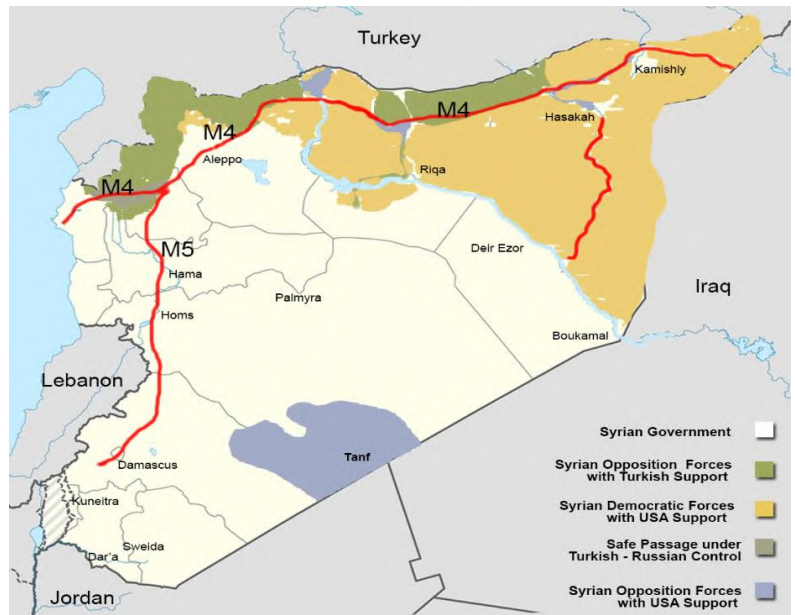 Turkey
Kamishly
M4
Hasakah
M4
Aleppo
Riqa
M4
M5
Deir Ezor
Hama
Iraq
Palmyra
Homs
Boukamal
Lebanon
Syrian Government
Tanf
Damascus
Syrian Opposition Forces
with Turkish Support
Kuneitra
Syrian Democratic Forces
with USA Support
Sweida
Dar'a
Safe Passage under
Turkish - Russian Control
Jordan
Syrian Opposition Forces
with USA Support